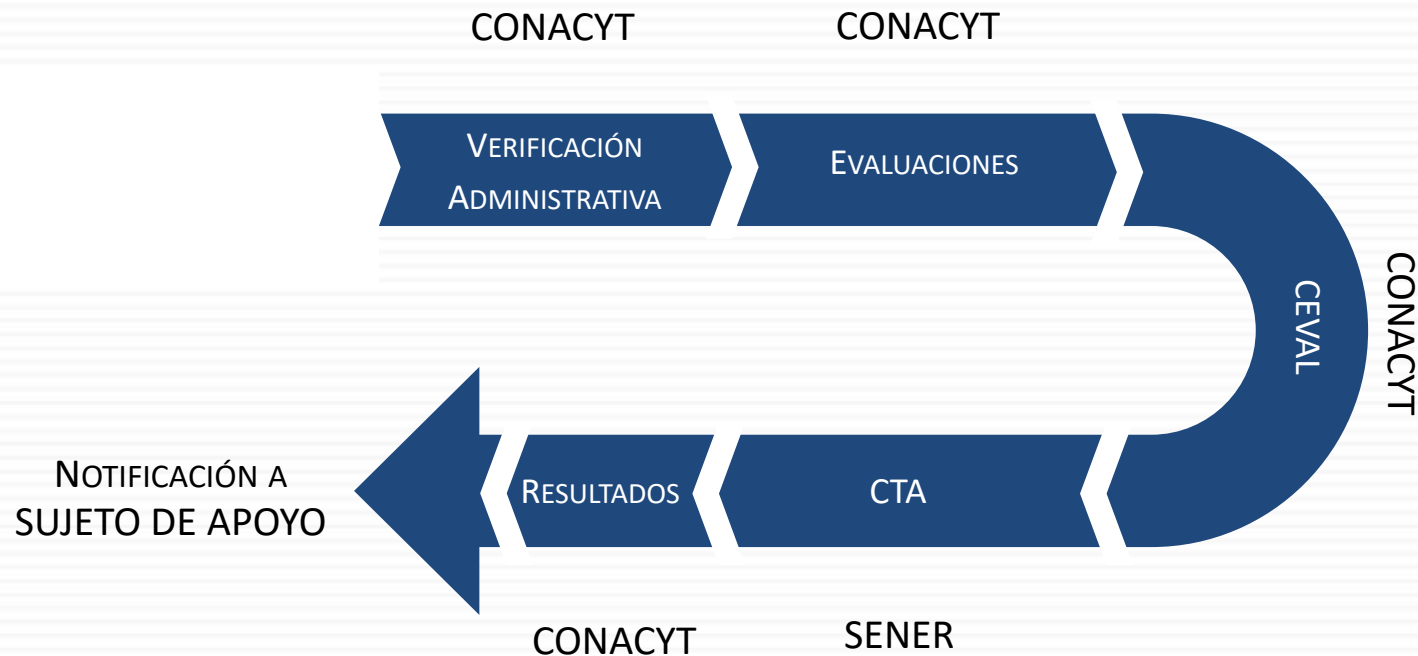 CONACYT
CONACYT
VERIFICACIÓN
ADMINISTRATIVA
EVALUACIONES
CEVAL
CONACYT
CTA
RESULTADOS
NOTIFICACIÓN A
SUJETO DE APOYO
CONACYT
SENER